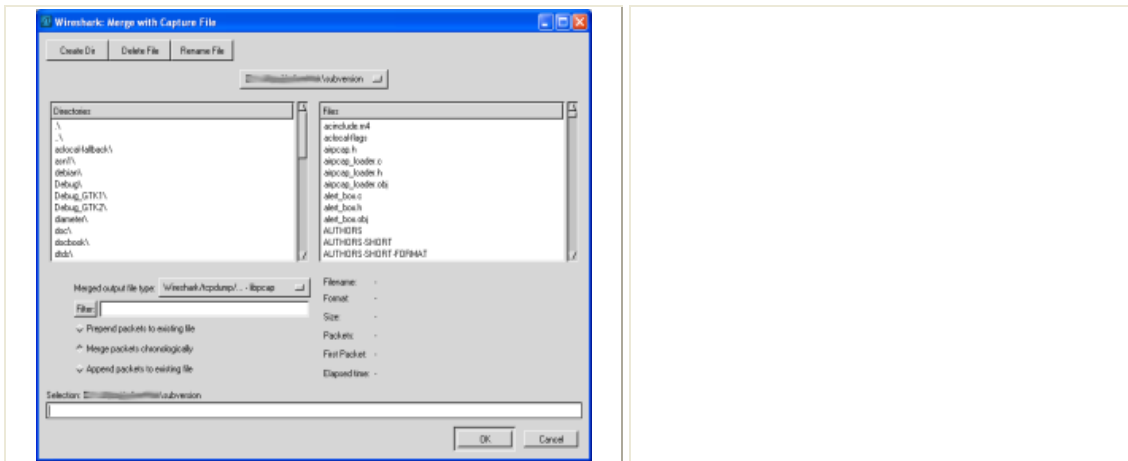 Wireshark: Merge with Capture File
Create Dir
Delete File
Rename File
\subversion
Directories
.\
..\
aclocal-fallback\
asn1\
debian\
Debug\
Debug_GTK1\
Debug_GTK2\
diameter\
doc\
docbook\
dtds\
Files
acinclude.m4
aclocal-flags
airpcap.h
airpcap_loader.c
airpcap_loader.h
airpcap_loader.obj
alert_box.c
alert_box.h
alert_box.obj
AUTHORS
AUTHORS-SHORT
AUTHORS-SHORT-FORMAT
Merged output file type: Wireshark/tcpdump/... - libpcap
Filter:
Prepend packets to existing file
Merge packets chronologically
Append packets to existing file
Filename: -
Format: -
Size: -
Packets: -
First Packet: -
Elapsed time: -
Selection: \subversion
OK
Cancel